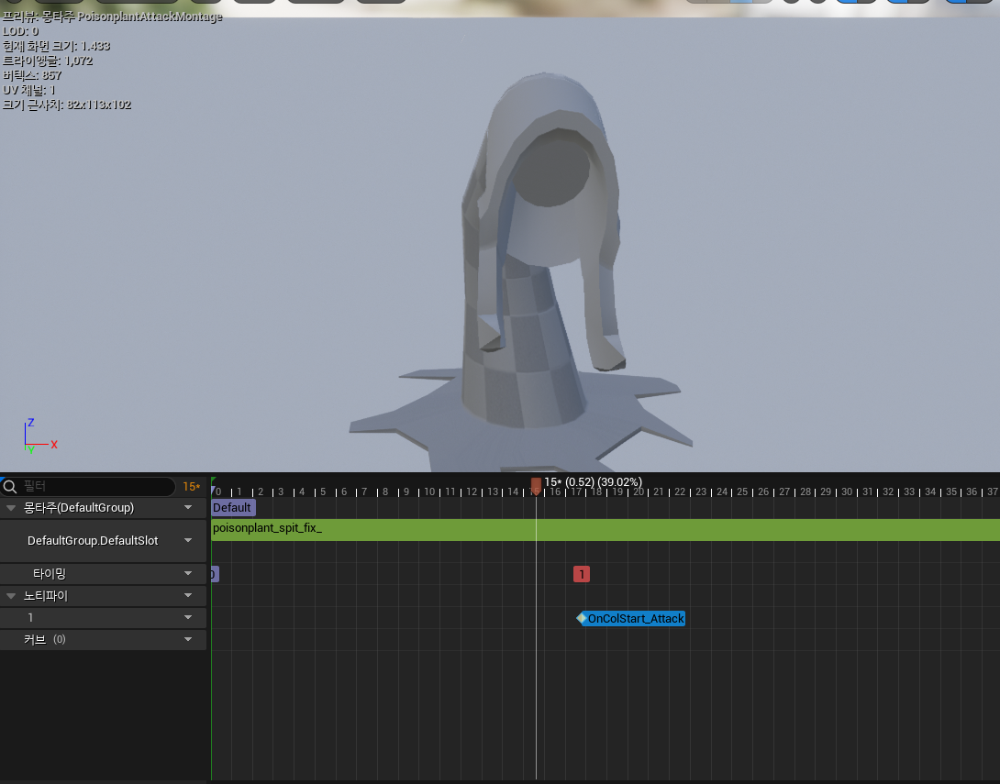 프리뷰: 몽타주 PoisonplantAttackMontage
LOD: 0
현재 화면 크기: 1.433
트라이앵글: 1,072
버텍스: 857
UV 채널: 1
크기 근사치: 82x113x102
Z
X
Y
필터
15*
15* (0.52) (39.02%)
0 1 2 3 4 5 6 7 8 9 10 11 12 13 14 15 16 17 18 19 20 21 22 23 24 25 26 27 28 29 30 31 32 33 34 35 36 37
몽타주(DefaultGroup)
Default
poisonplant_spit_fix_
DefaultGroup.DefaultSlot
타이밍
0
1
노티파이
1
OnColStart_Attack
커브 (0)